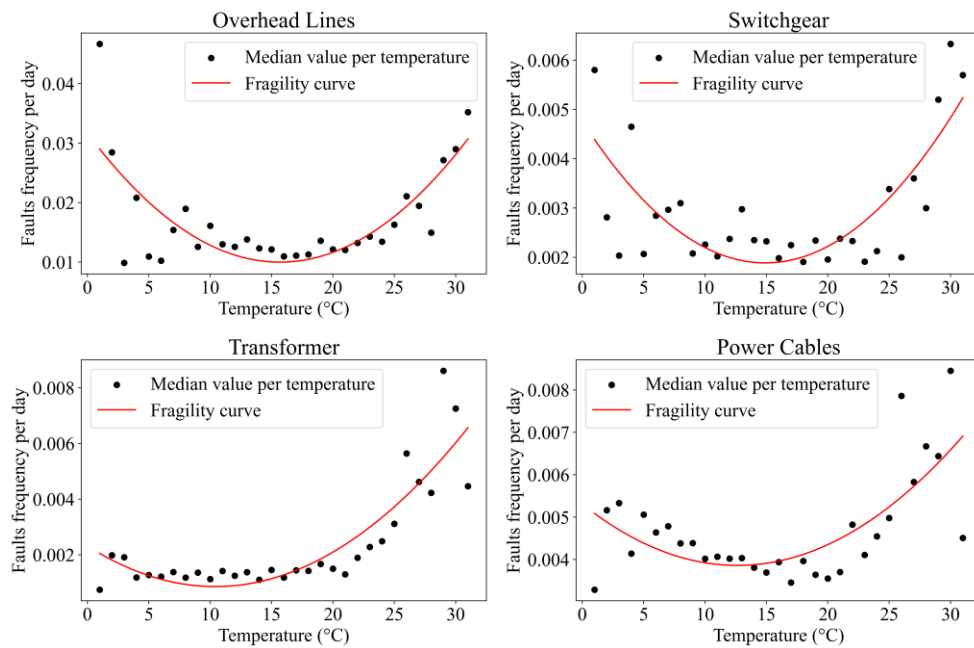 Overhead Lines
Faults frequency per day
0.04
0.03
0.02
0.01
Median value per temperature
Fragility curve
0 5 10 15 20 25 30
Temperature (°C)
Switchgear
Faults frequency per day
0.006
0.005
0.004
0.003
0.002
Median value per temperature
Fragility curve
0 5 10 15 20 25 30
Temperature (°C)
Transformer
Faults frequency per day
0.008
0.006
0.004
0.002
Median value per temperature
Fragility curve
0 5 10 15 20 25 30
Temperature (°C)
Power Cables
Faults frequency per day
0.008
0.007
0.006
0.005
0.004
Median value per temperature
Fragility curve
0 5 10 15 20 25 30
Temperature (°C)